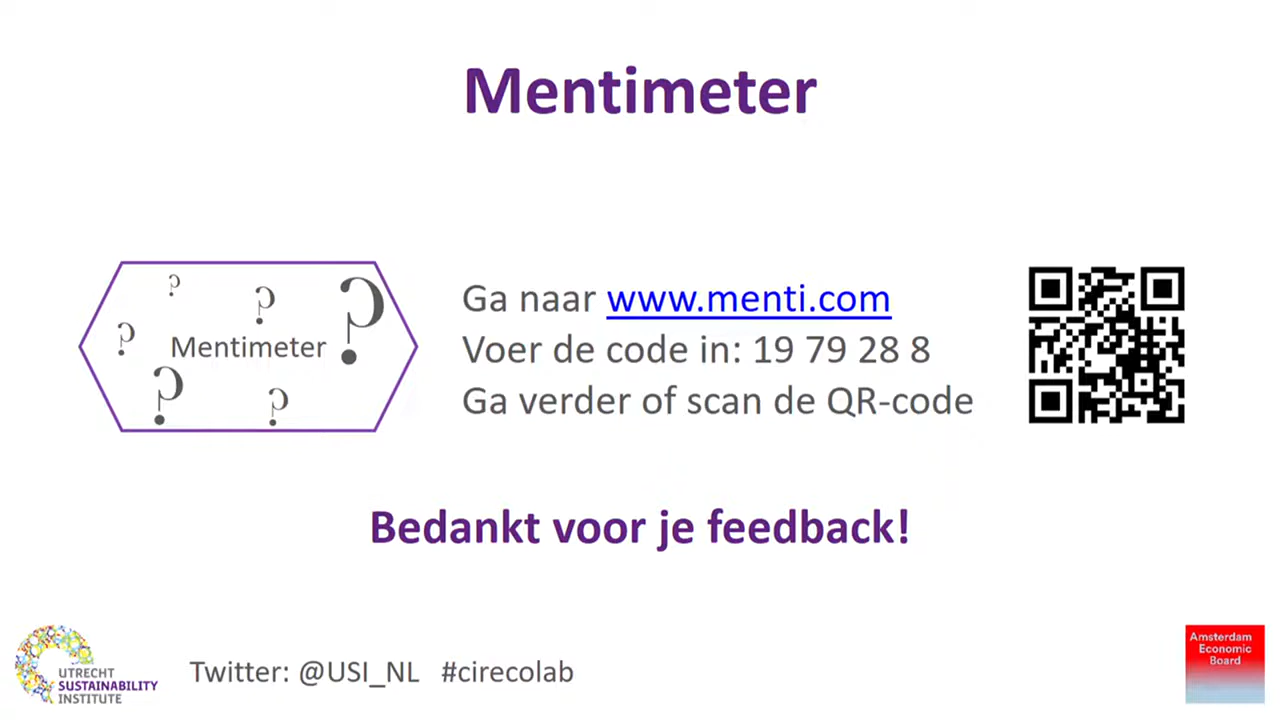 Mentimeter
?
?
?
?
Mentimeter
?
?
Ga naar www.menti.com
Voer de code in: 19 79 28 8
Ga verder of scan de QR-code
Bedankt voor je feedback!
UTRECHT
SUSTAINABILITY
INSTITUTE
Twitter: @USI_NL #cirecolab
Amsterdam
Economic
Board